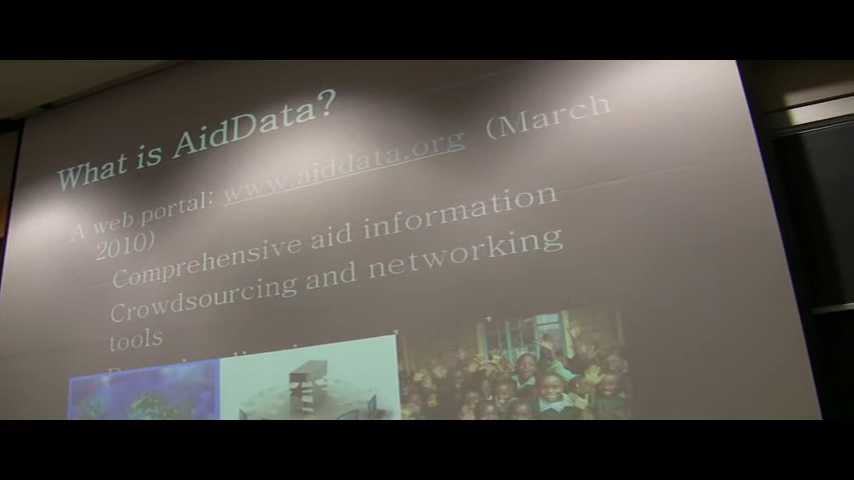 What is AidData?
A web portal: www.aiddata.org (March
2010)
Comprehensive aid information
Crowdsourcing and networking
tools